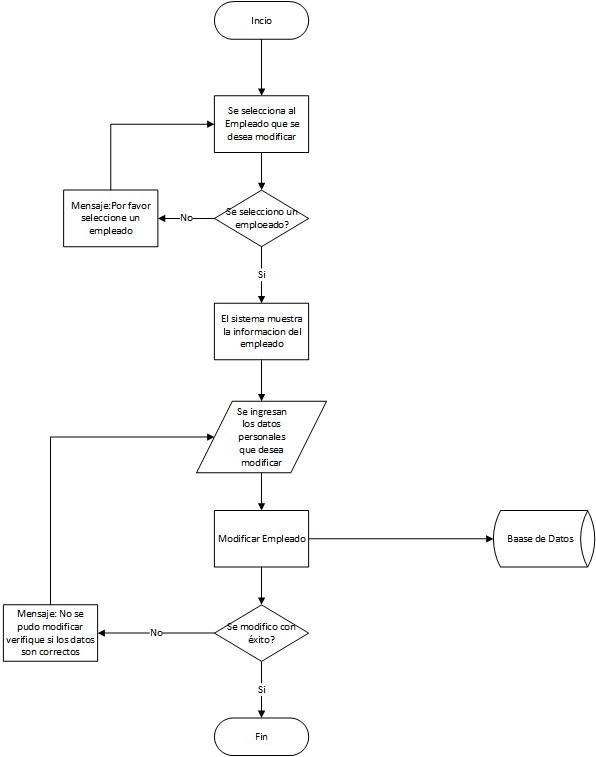 Incio
Se selecciona al
Empleado que se
desea modificar
Mensaje:Por favor
seleccione un
empleado
No
Se selecciono un
emploeado?
Si
El sistema muestra
la informacion del
empleado
Se ingresan
los datos
personales
que desea
modificar
Modificar Empleado
Baase de Datos
Mensaje: No se
pudo modificar
verifique si los datos
son correctos
No
Se modifico con
éxito?
Si
Fin